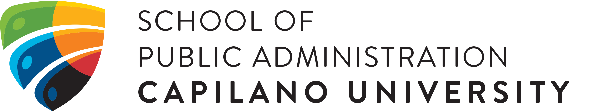 SCHOOL OF
PUBLIC ADMINISTRATION
CAPILANO UNIVERSITY